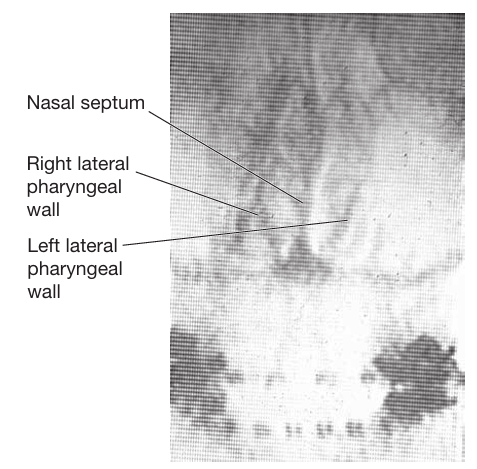 Nasal septum
Right lateral
pharyngeal
wall
Left lateral
pharyngeal
wall